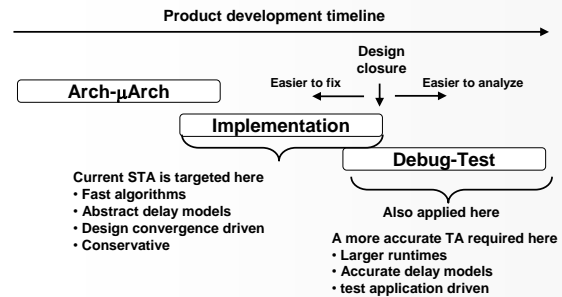 Product development timeline
Design
closure
Easier to fix
Easier to analyze
Arch-μArch
Implementation
Debug-Test
Current STA is targeted here
• Fast algorithms
• Abstract delay models
• Design convergence driven
• Conservative
Also applied here
A more accurate TA required here
• Larger runtimes
• Accurate delay models
• test application driven